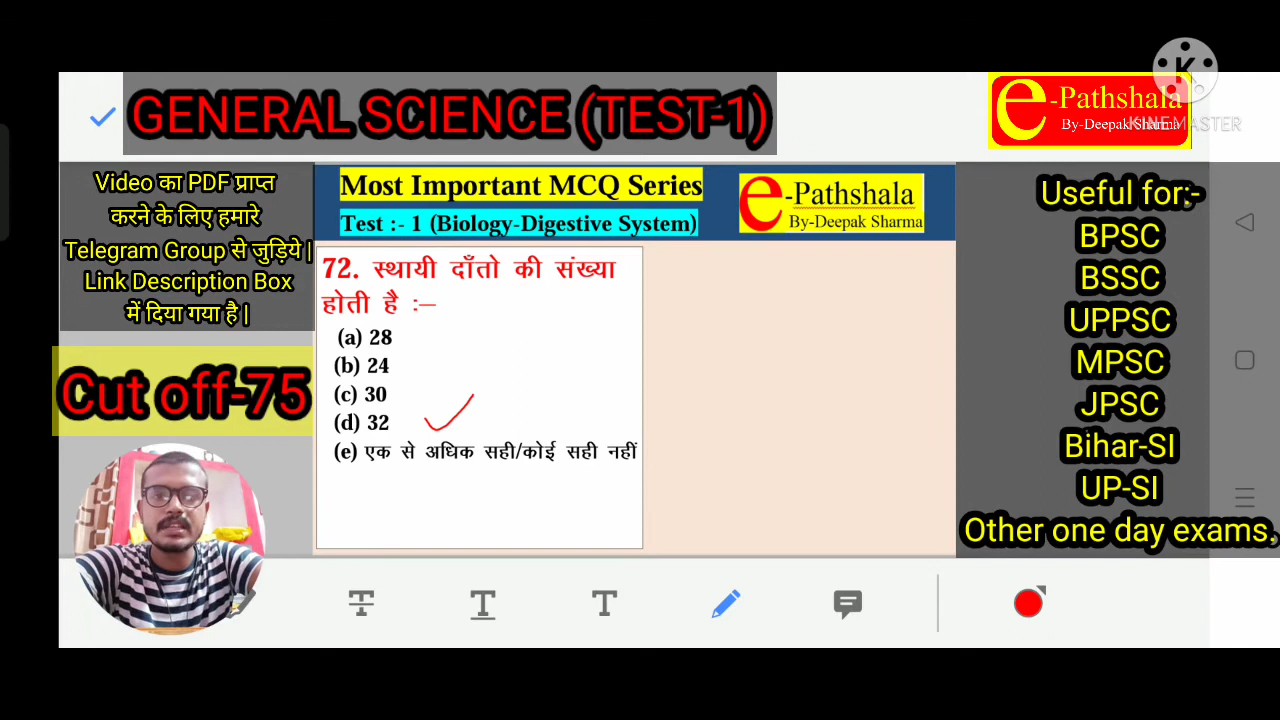 GENERAL SCIENCE (TEST-1)
e-Pathshala
By-Deepak Sharma
KINEMASTER
Video का PDF प्राप्त
करने के लिए हमारे
Telegram Group से जुड़िये |
Link Description Box
में दिया गया है |
Cut off-75
Most Important MCQ Series
Test :- 1 (Biology-Digestive System)
e-Pathshala
By-Deepak Sharma
72. स्थायी दाँतो की संख्या
होती है :–
(a) 28
(b) 24
(c) 30
(d) 32
(e) एक से अधिक सही/कोई सही नहीं
Useful for:-
BPSC
BSSC
UPPSC
MPSC
JPSC
Bihar-SI
UP-SI
Other one day exams.